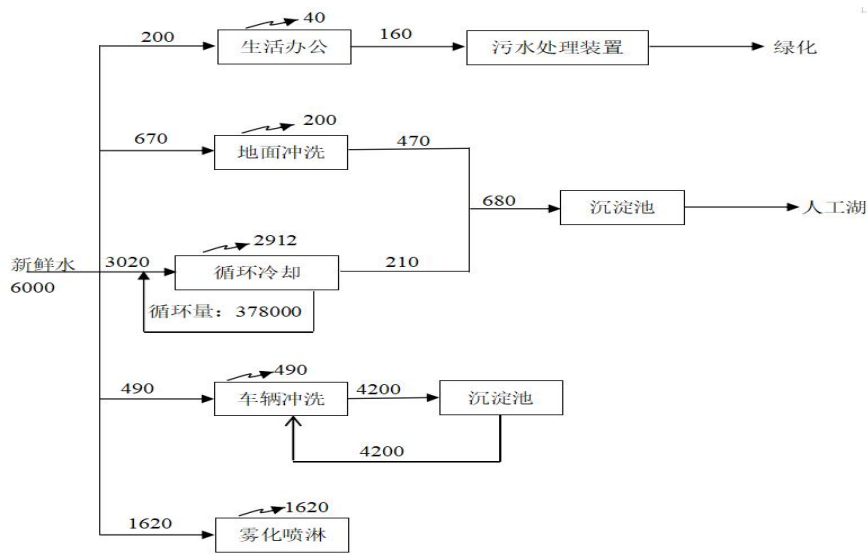 40
200 生活办公 160 污水处理装置 绿化
200
670 地面冲洗 470
680 沉淀池 人工湖
2912
新鲜水 3020 循环冷却 210
6000
循环量：378000
490
490 车辆冲洗 4200 沉淀池
4200
1620
1620 雾化喷淋